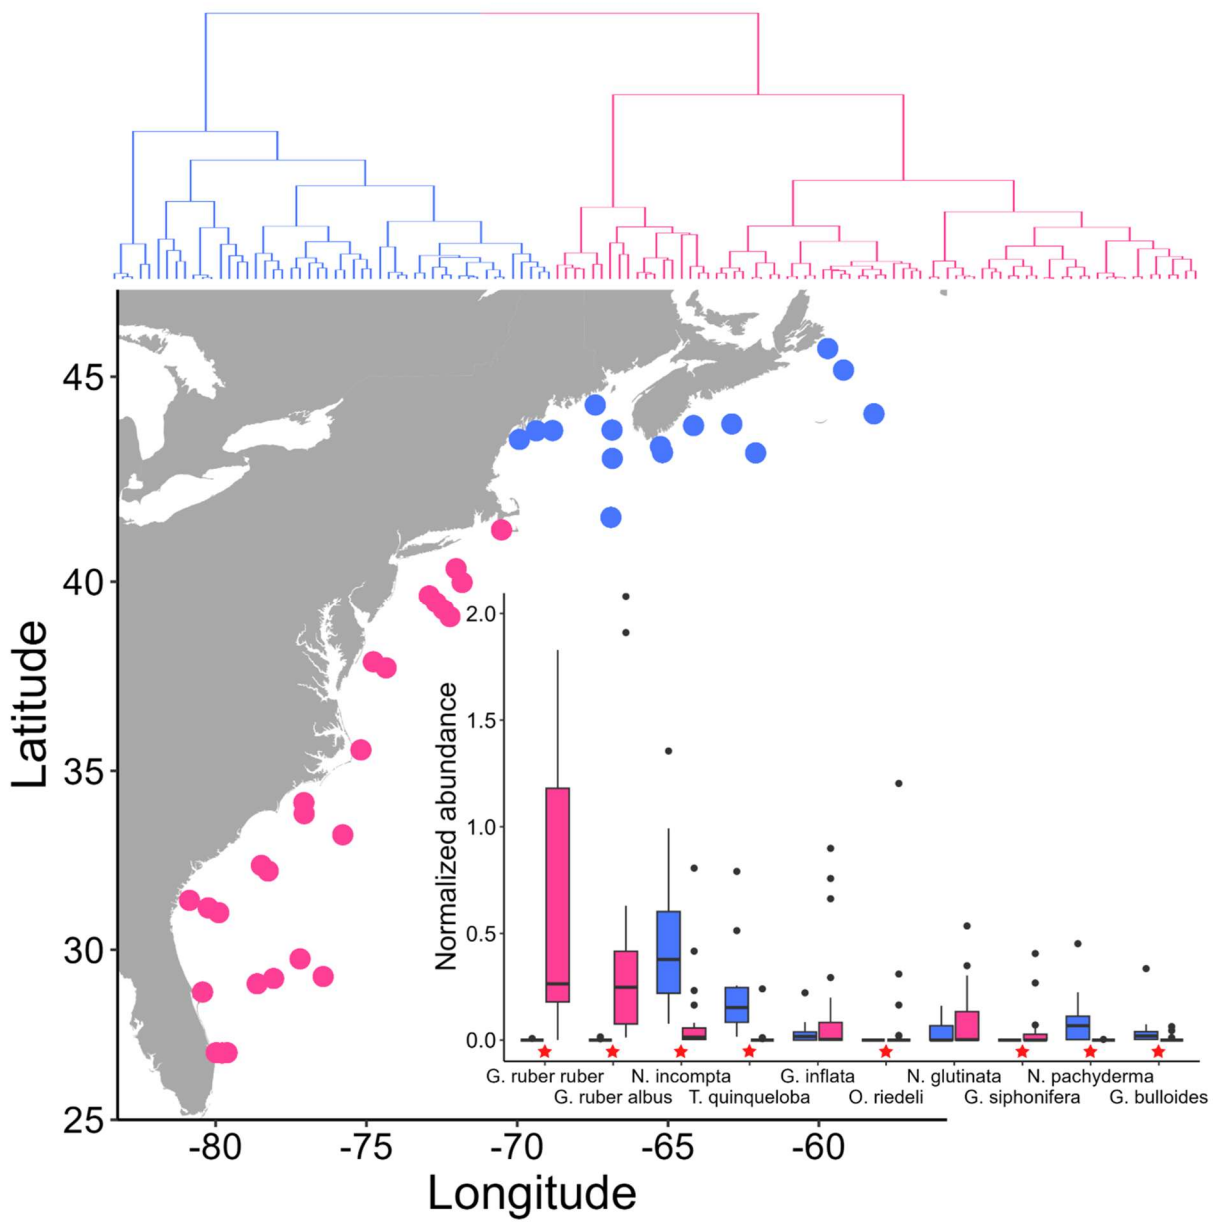 45
40
35
30
25
Latitude
-80
-75
-70
-65
-60
Longitude
2.0
1.5
1.0
0.5
0.0
Normalized abundance
G. ruber ruber
G. ruber albus
N. incompta
T. quinqueloba
G. inflata
O. riedeli
N. glutinata
G. siphonifera
N. pachyderma
G. bulloides